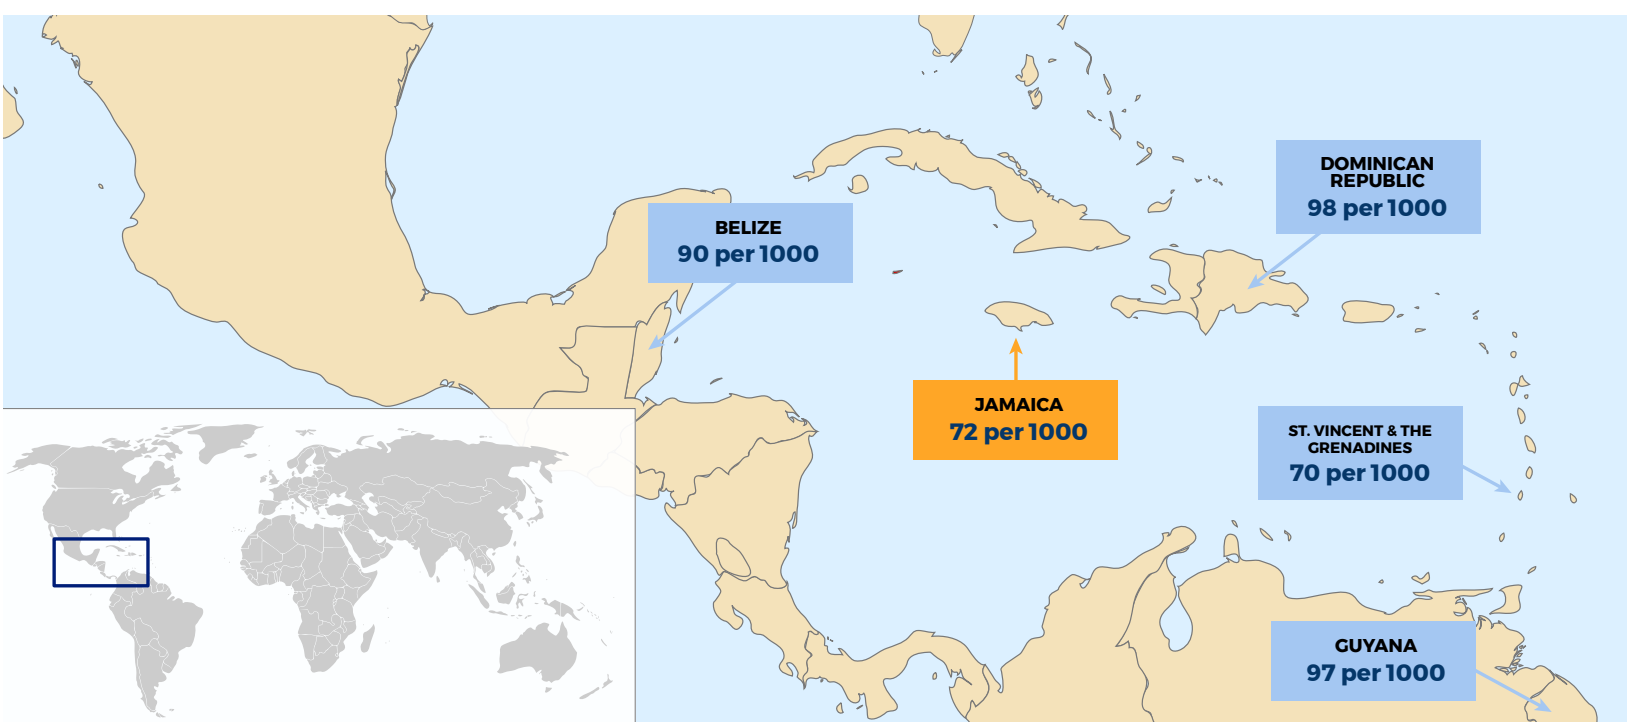 DOMINICAN
REPUBLIC
98 per 1000
BELIZE
90 per 1000
JAMAICA
72 per 1000
ST. VINCENT & THE
GRENADINES
70 per 1000
GUYANA
97 per 1000